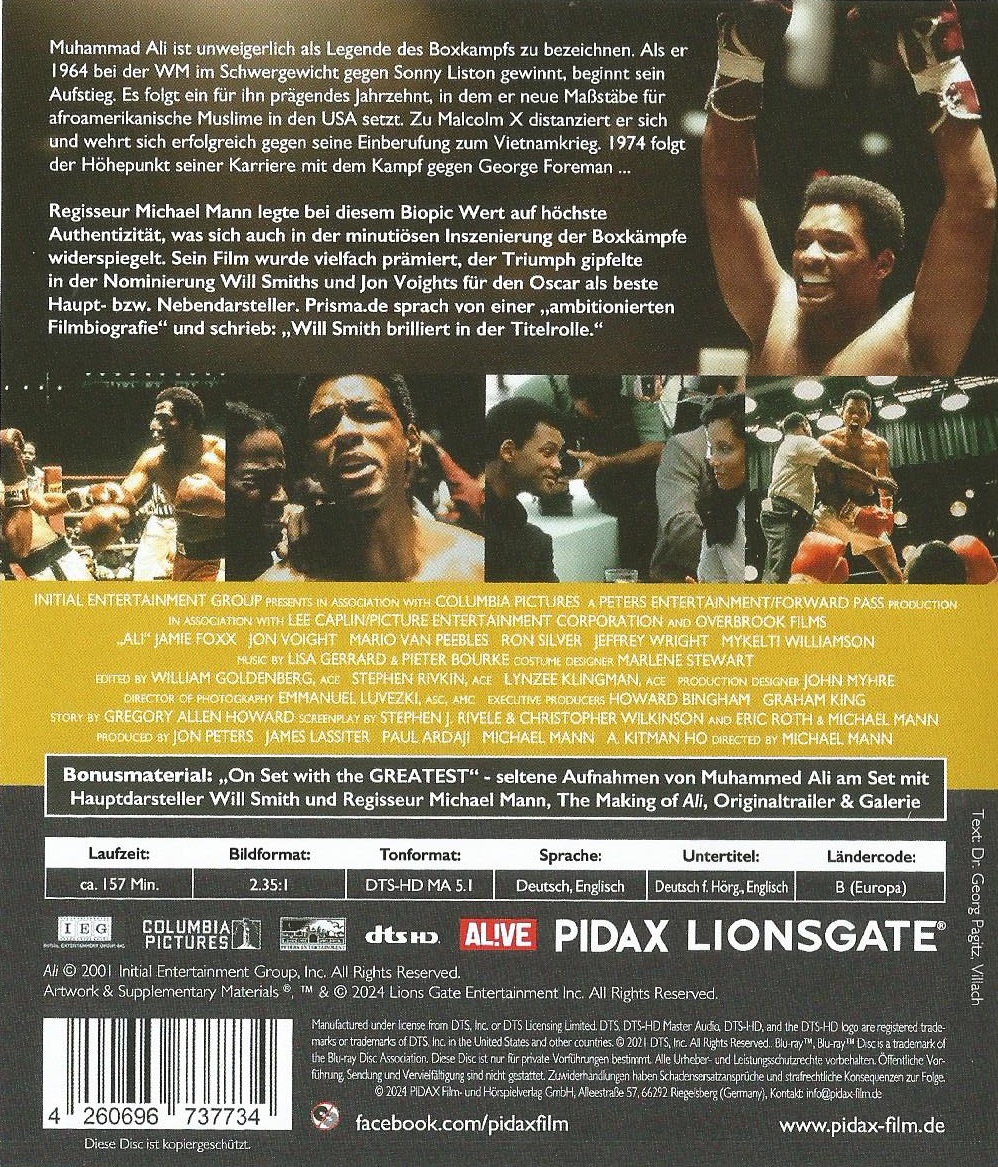 Muhammad Ali ist unweigerlich als Legende des Boxkampfs zu bezeichnen. Als er
1964 bei der WM im Schwergewicht gegen Sonny Liston gewinnt, beginnt sein
Aufstieg. Es folgt ein für ihn prägendes Jahrzehnt, in dem er neue Maßstäbe für
afroamerikanische Muslime in den USA setzt. Zu Malcolm X distanziert er sich
und wehrt sich erfolgreich gegen seine Einberufung zum Vietnamkrieg. 1974 folgt
der Höhepunkt seiner Karriere mit dem Kampf gegen George Foreman ...
Regisseur Michael Mann legte bei diesem Biopic Wert auf höchste
Authentizität, was sich auch in der minutiösen Inszenierung der Boxkämpfe
widerspiegelt. Sein Film wurde vielfach prämiert, der Triumph gipfelte
in der Nominierung Will Smiths und Jon Voights für den Oscar als beste
Haupt- bzw. Nebendarsteller. Prisma.de sprach von einer „ambitionierten
Filmbiografie“ und schrieb: „Will Smith brilliert in der Titelrolle.“
INITIAL ENTERTAINMENT GROUP PRESENTS IN ASSOCIATION WITH COLUMBIA PICTURES A PETERS ENTERTAINMENT/FORWARD PASS PRODUCTION
IN ASSOCIATION WITH LEE CAPLIN/PICTURE ENTERTAINMENT CORPORATION AND OVERBROOK FILMS
„ALI“ JAMIE FOXX JON VOIGHT MARIO VAN PEEBLES RON SILVER JEFFREY WRIGHT MYKELTI WILLIAMSON
MUSIC BY LISA GERRARD & PIETER BOURKE COSTUME DESIGNER MARLENE STEWART
EDITED BY WILLIAM GOLDENBERG, ACE STEPHEN RIVKIN, ACE LYNZEE KLINGMAN, ACE PRODUCTION DESIGNER JOHN MYHRE
DIRECTOR OF PHOTOGRAPHY EMMANUEL LUVEZKI, ASC, AMC EXECUTIVE PRODUCERS HOWARD BINGHAM GRAHAM KING
STORY BY GREGORY ALLEN HOWARD SCREENPLAY BY STEPHEN J. RIVELE & CHRISTOPHER WILKINSON AND ERIC ROTH & MICHAEL MANN
PRODUCED BY JON PETERS JAMES LASSITER PAUL ARDAJI MICHAEL MANN A. KITMAN HO DIRECTED BY MICHAEL MANN
Bonusmaterial: „On Set with the GREATEST“ - seltene Aufnahmen von Muhammed Ali am Set mit
Hauptdarsteller Will Smith und Regisseur Michael Mann, The Making of Ali, Originaltrailer & Galerie
Laufzeit: Bildformat: Tonformat: Sprache: Untertitel: Ländercode:
ca. 157 Min. 2.35:1 DTS-HD MA 5.1 Deutsch, Englisch Deutsch f. Hörg., Englisch B (Europa)
Text: Dr. Georg Pagitz, Villach
IEG COLUMBIA PICTURES dts HD AL!VE PIDAX LIONSGATE®
Ali © 2001 Initial Entertainment Group, Inc. All Rights Reserved.
Artwork & Supplementary Materials ®, ™ & © 2024 Lions Gate Entertainment Inc. All Rights Reserved.
Manufactured under license from DTS, Inc. or DTS Licensing Limited. DTS, DTS-HD Master Audio, DTS-HD, and the DTS-HD logo are registered trade-
marks or trademarks of DTS, Inc. in the United States and other countries. © 2021 DTS, Inc. All Rights Reserved.. Blu-ray™, Blu-ray™ Disc is a trademark of
the Blu-ray Disc Association. Diese Disc ist nur für private Vorführungen bestimmt. Alle Urheber- und Leistungsschutzrechte vorbehalten. Öffentliche Vor-
führung, Sendung und Vervielfältigung sind nicht gestattet. Zuwiderhandlungen haben Schadensersatzansprüche und strafrechtliche Konsequenzen zur Folge.
© 2024 PIDAX Film- und Hörspielverlag GmbH, Alleestraße 57, 66292 Riegelsberg (Germany), Kontakt: info@pidax-film.de
4 260696 737734
Diese Disc ist kopiergeschützt.
facebook.com/pidaxfilm
www.pidax-film.de